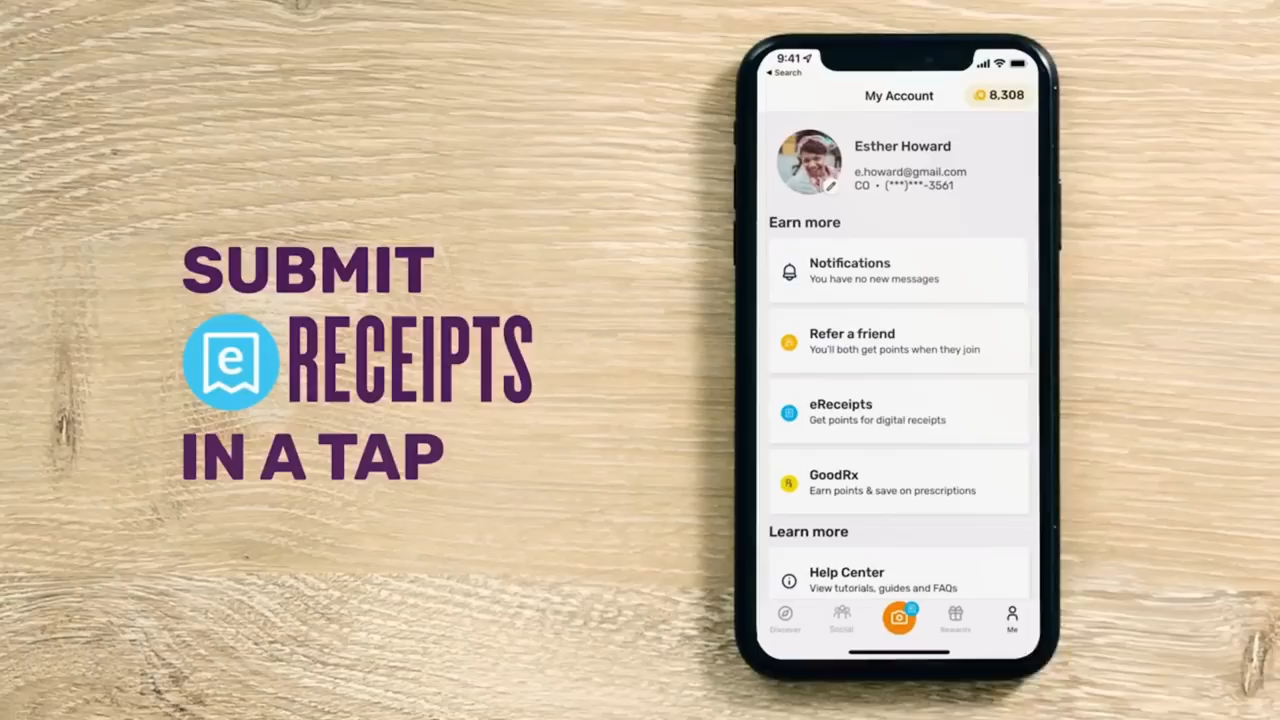 SUBMIT
e RECEIPTS
IN A TAP
9:41
◄ Search
My Account
8,308
Esther Howard
e.howard@gmail.com
CO • (***)***-3561
Earn more
Notifications
You have no new messages
Refer a friend
You'll both get points when they join
eReceipts
Get points for digital receipts
GoodRx
Earn points & save on prescriptions
Learn more
Help Center
View tutorials, guides and FAQs
Discover Social Rewards Me